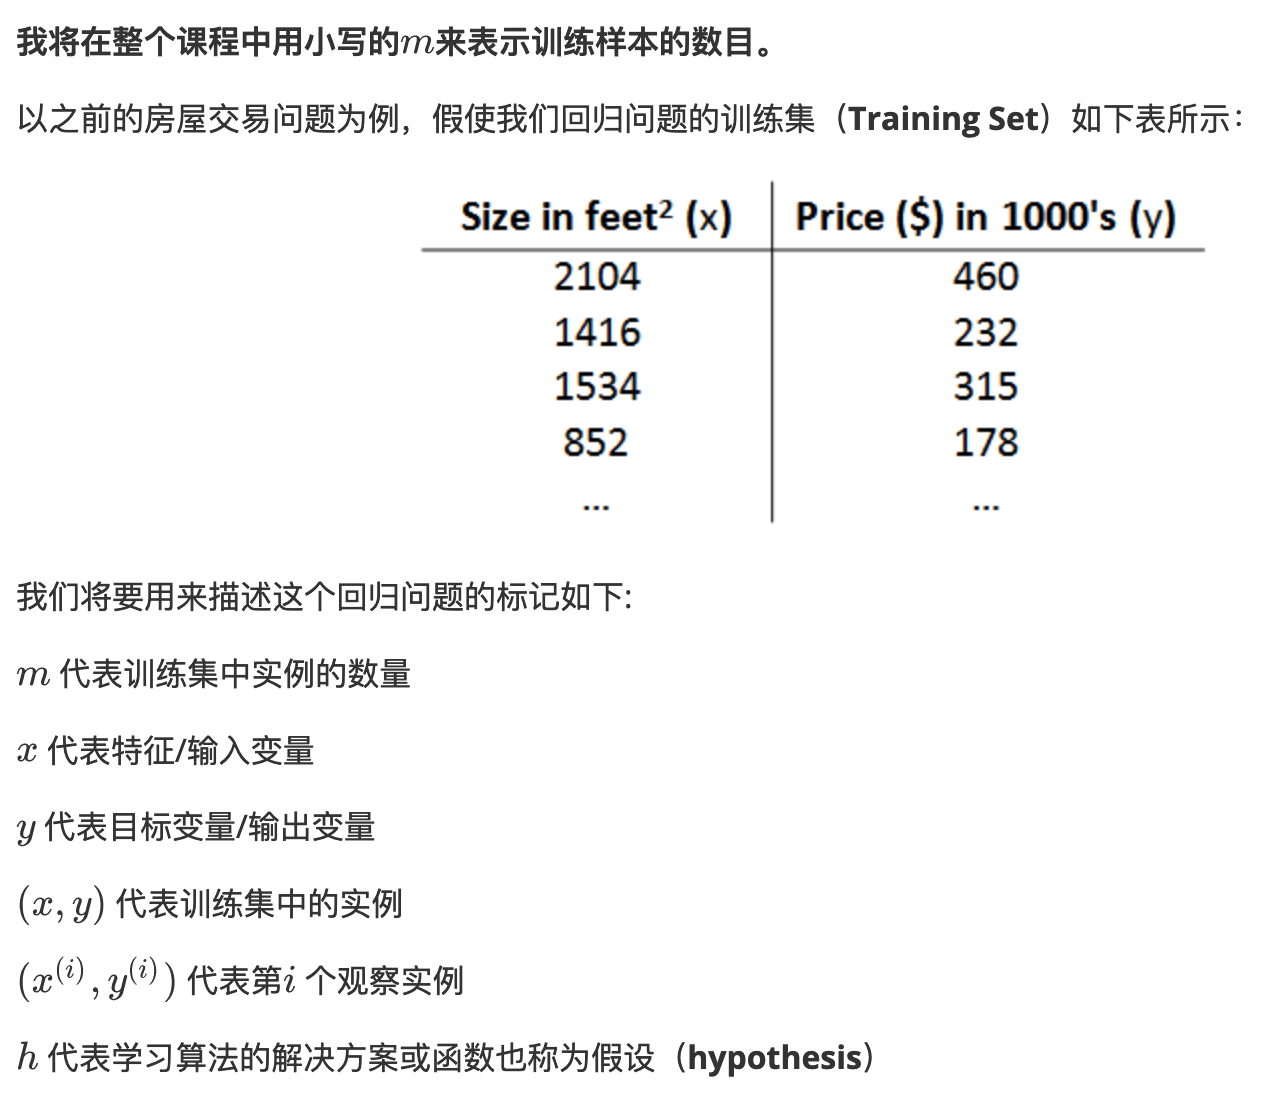 我将在整个课程中用小写的m来表示训练样本的数目。
以之前的房屋交易问题为例，假使我们回归问题的训练集（Training Set）如下表所示：
Size in feet² (x) Price ($) in 1000's (y)
2104 460
1416 232
1534 315
852 178
... ...
我们将要用来描述这个回归问题的标记如下:
m 代表训练集中实例的数量
x 代表特征/输入变量
y 代表目标变量/输出变量
(x, y) 代表训练集中的实例
(x⁽ⁱ⁾, y⁽ⁱ⁾) 代表第i 个观察实例
h 代表学习算法的解决方案或函数也称为假设（hypothesis）